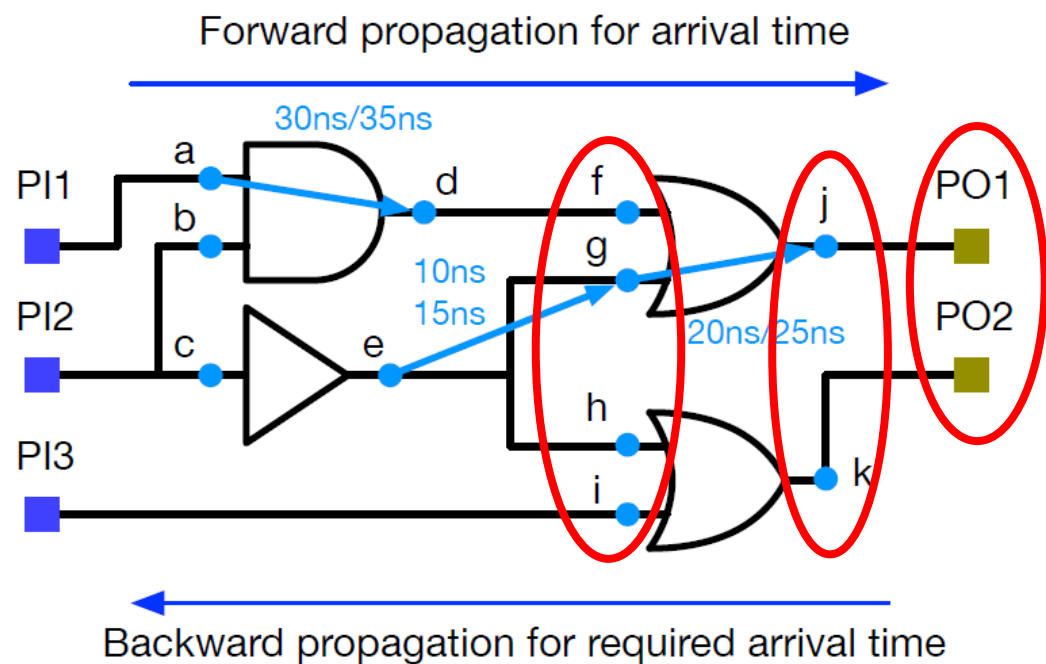 Forward propagation for arrival time
30ns/35ns
a
d
f
PI1
PO1
b
j
g
10ns
15ns
PI2
PO2
20ns/25ns
c
e
h
PI3
i
k
Backward propagation for required arrival time